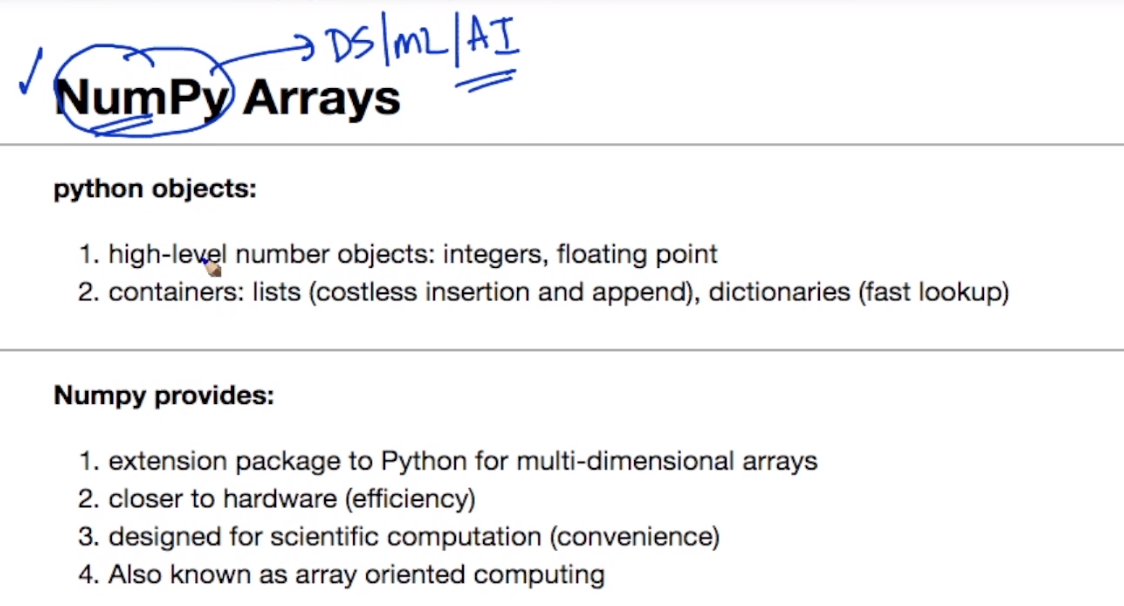 DS|ML|AI
NumPy Arrays
python objects:
1. high-level number objects: integers, floating point
2. containers: lists (costless insertion and append), dictionaries (fast lookup)
Numpy provides:
1. extension package to Python for multi-dimensional arrays
2. closer to hardware (efficiency)
3. designed for scientific computation (convenience)
4. Also known as array oriented computing